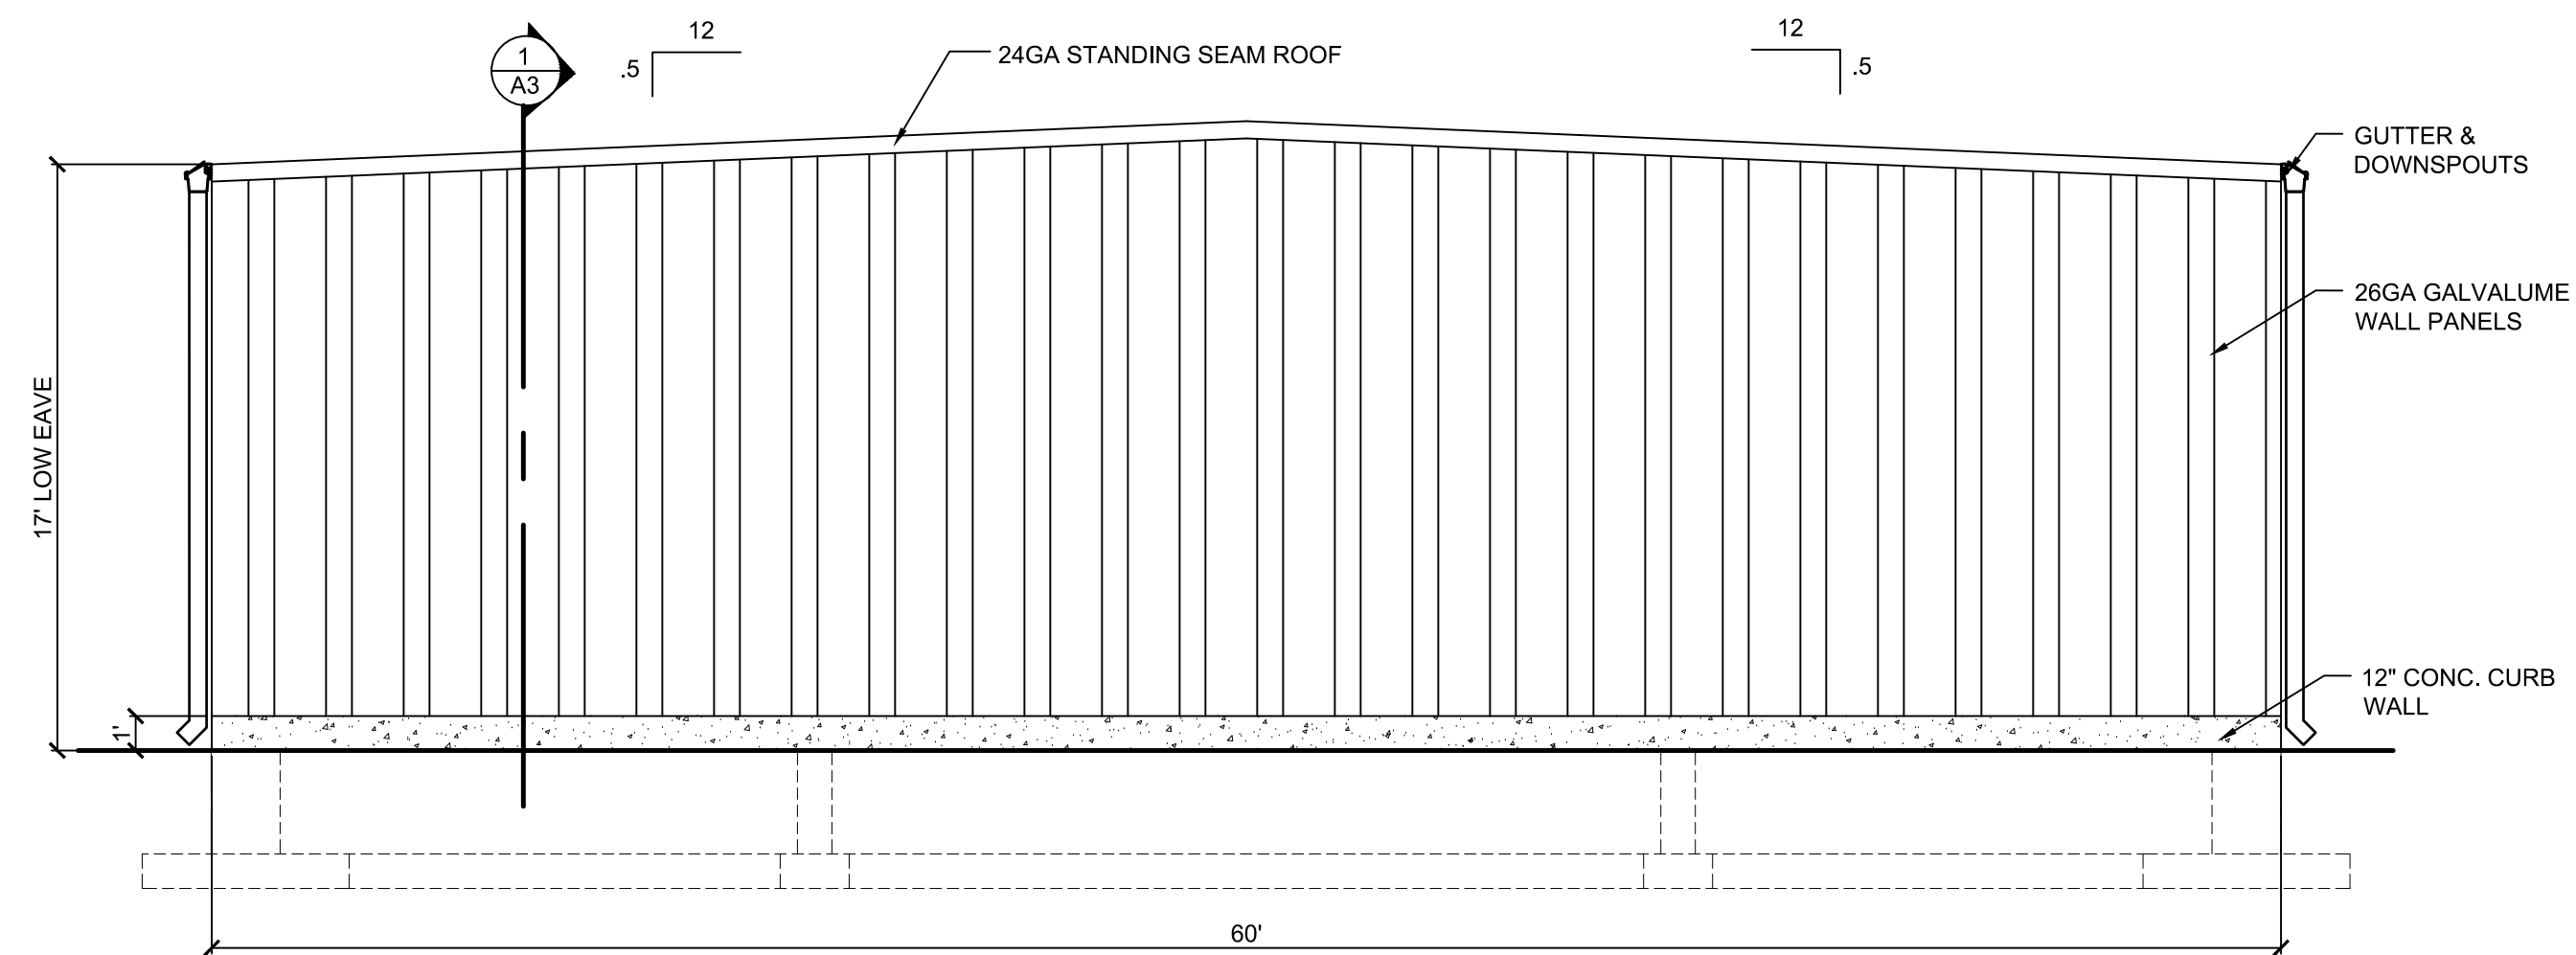 1
A3
12
.5
24GA STANDING SEAM ROOF
12
.5
GUTTER &
DOWNSPOUTS
26GA GALVALUME
WALL PANELS
17' LOW EAVE
12" CONC. CURB
WALL
1'
60'